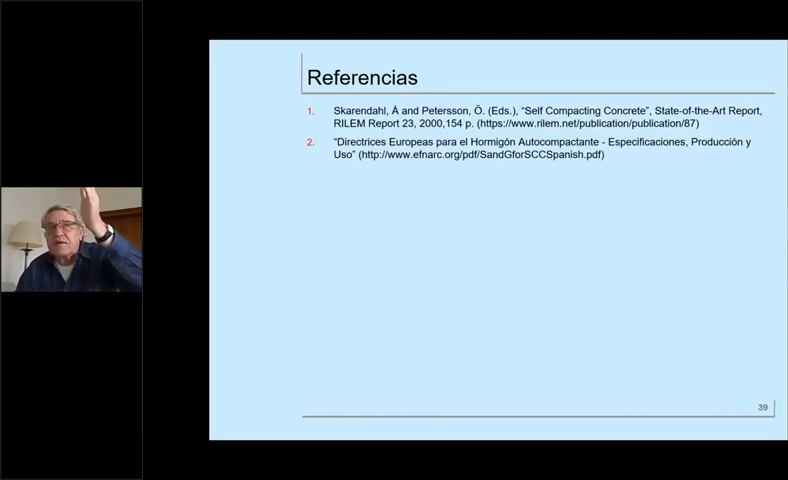 Referencias
1. Skarendahl, Å and Petersson, Ö. (Eds.), “Self Compacting Concrete”, State-of-the-Art Report,
RILEM Report 23, 2000,154 p. (https://www.rilem.net/publication/publication/87)
2. “Directrices Europeas para el Hormigón Autocompactante - Especificaciones, Producción y
Uso” (http://www.efnarc.org/pdf/SandGforSCCSpanish.pdf)
39